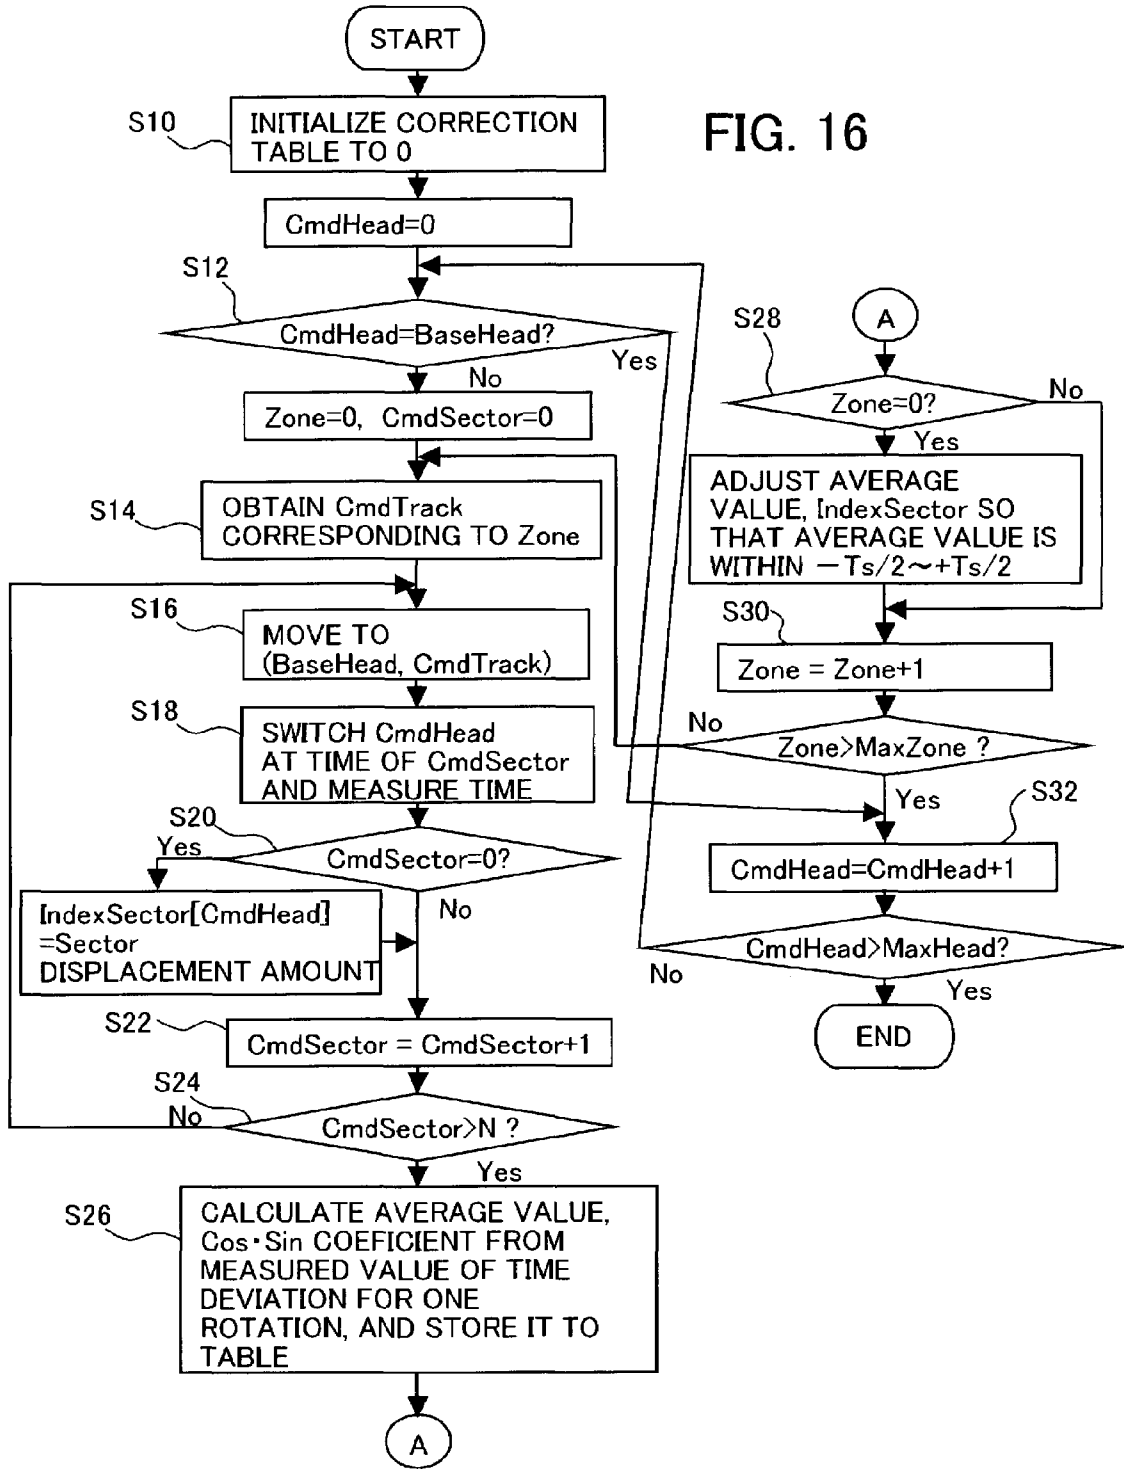 START
FIG. 16
S10
INITIALIZE CORRECTION
TABLE TO 0
CmdHead=0
S12
CmdHead=BaseHead?
Yes
No
Zone=0, CmdSector=0
S14
OBTAIN CmdTrack
CORRESPONDING TO Zone
S16
MOVE TO
(BaseHead, CmdTrack)
S18
SWITCH CmdHead
AT TIME OF CmdSector
AND MEASURE TIME
S20
Yes
CmdSector=0?
No
IndexSector[CmdHead]
=Sector
DISPLACEMENT AMOUNT
S22
CmdSector = CmdSector+1
S24
No
CmdSector>N ?
Yes
S26
CALCULATE AVERAGE VALUE,
Cos·Sin COEFICIENT FROM
MEASURED VALUE OF TIME
DEVIATION FOR ONE
ROTATION, AND STORE IT TO
TABLE
A
A
S28
Zone=0?
No
Yes
ADJUST AVERAGE
VALUE, IndexSector SO
THAT AVERAGE VALUE IS
WITHIN －Ts/2～+Ts/2
S30
Zone = Zone+1
No
Zone>MaxZone ?
Yes
S32
CmdHead=CmdHead+1
CmdHead>MaxHead?
No
Yes
END